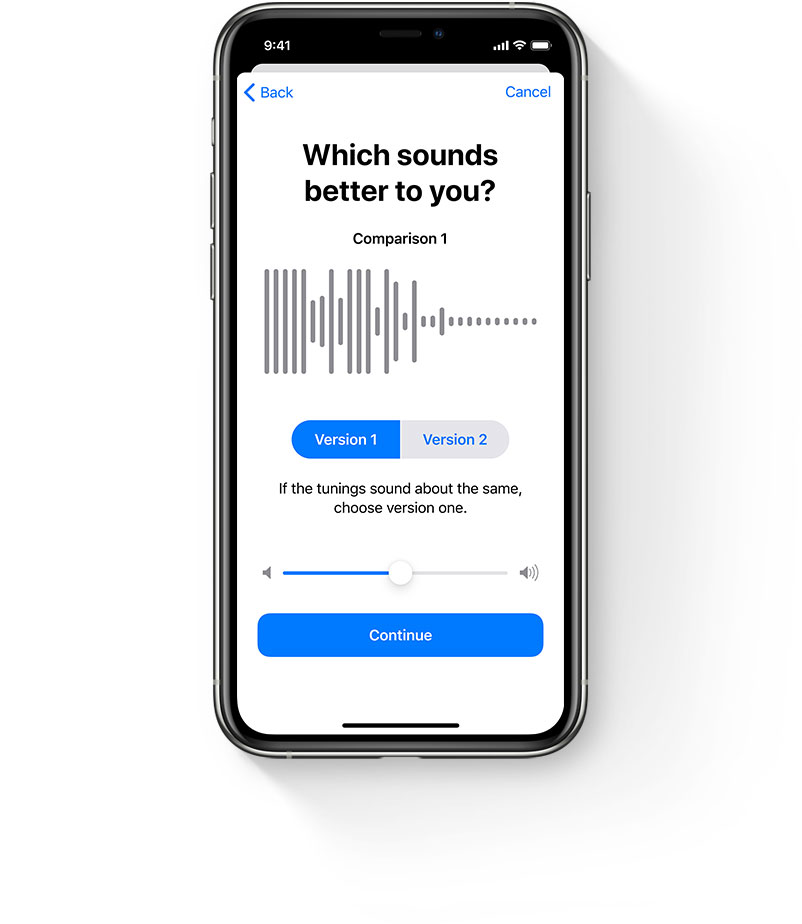 9:41
Back
Cancel
Which sounds
better to you?
Comparison 1
Version 1
Version 2
If the tunings sound about the same,
choose version one.
Continue